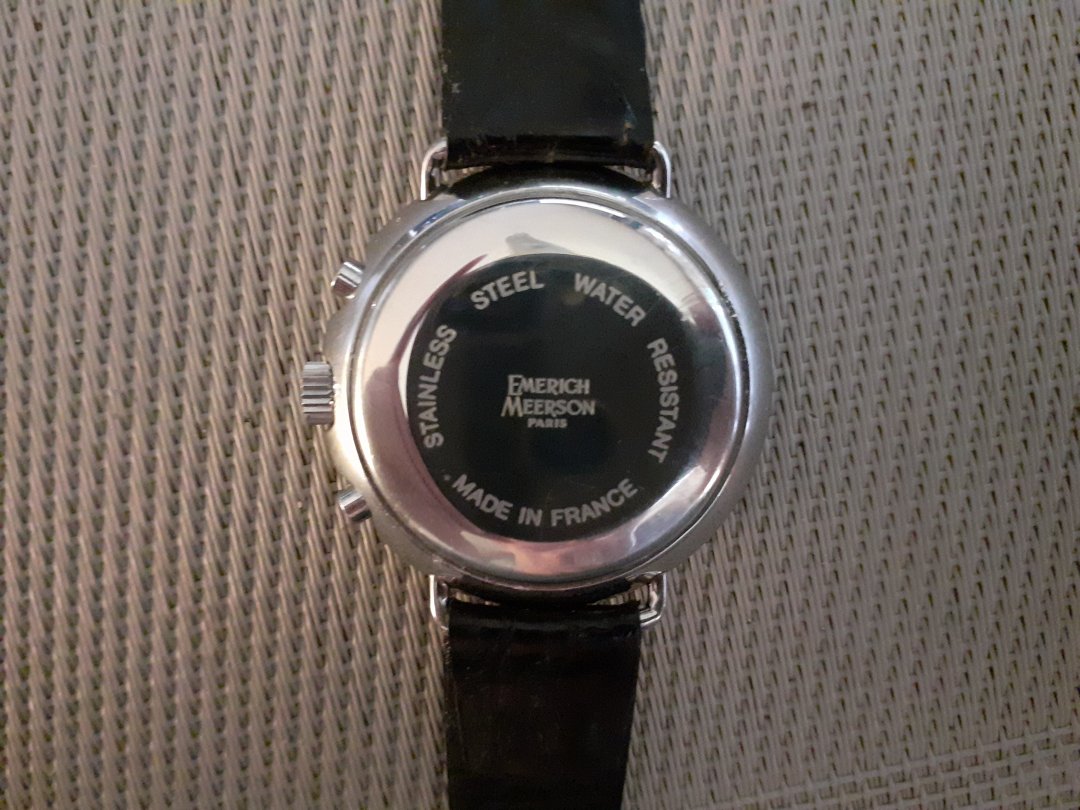 STAINLESS STEEL WATER RESISTANT
EMERICH
MEERSON
PARIS
MADE IN FRANCE